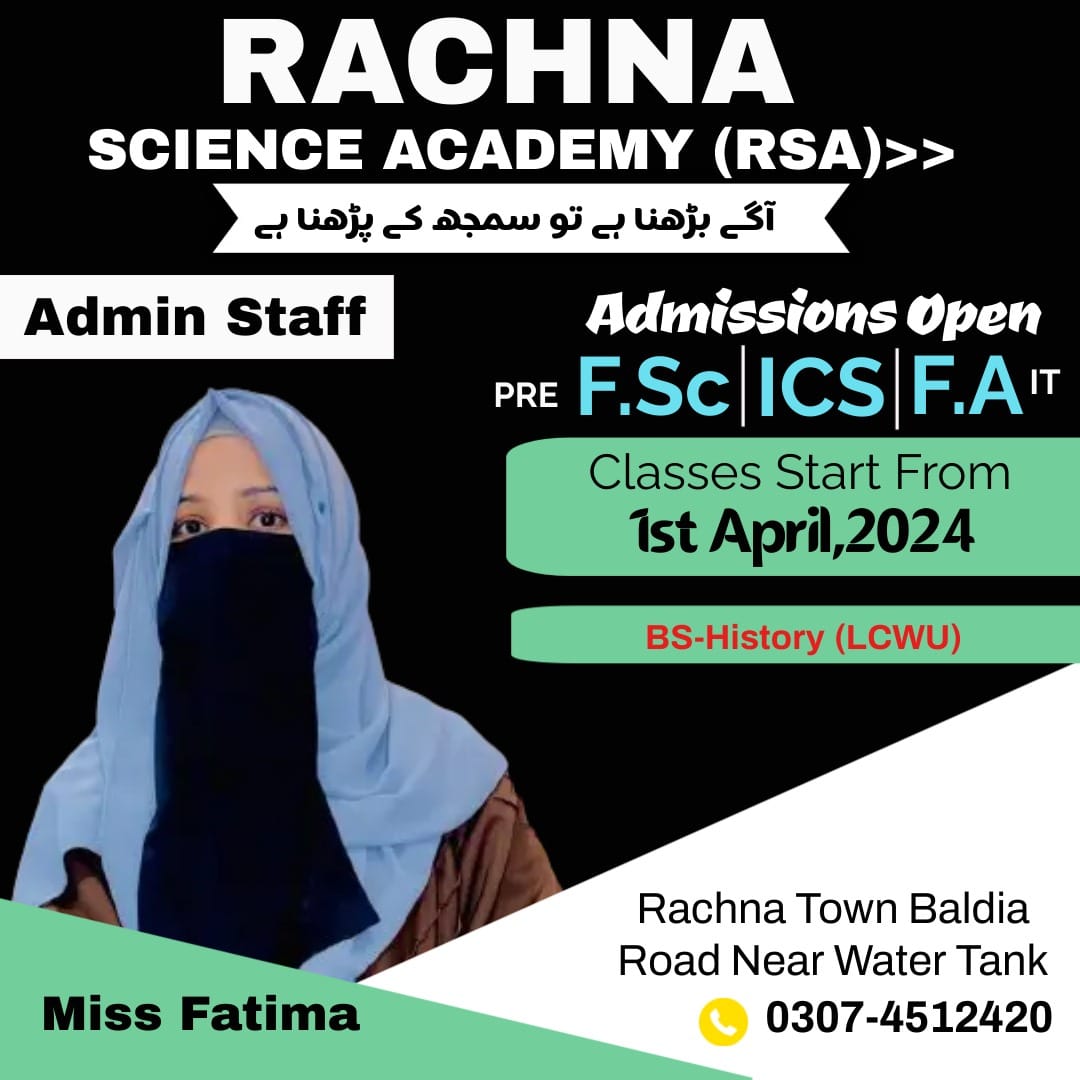 RACHNA
SCIENCE ACADEMY (RSA)>>
آگے بڑھنا ہے تو سمجھ کے پڑھنا ہے
Admin Staff
Admissions Open
PRE F.Sc|ICS|F.A IT
Classes Start From
1st April,2024
BS-History (LCWU)
Rachna Town Baldia
Road Near Water Tank
0307-4512420
Miss Fatima